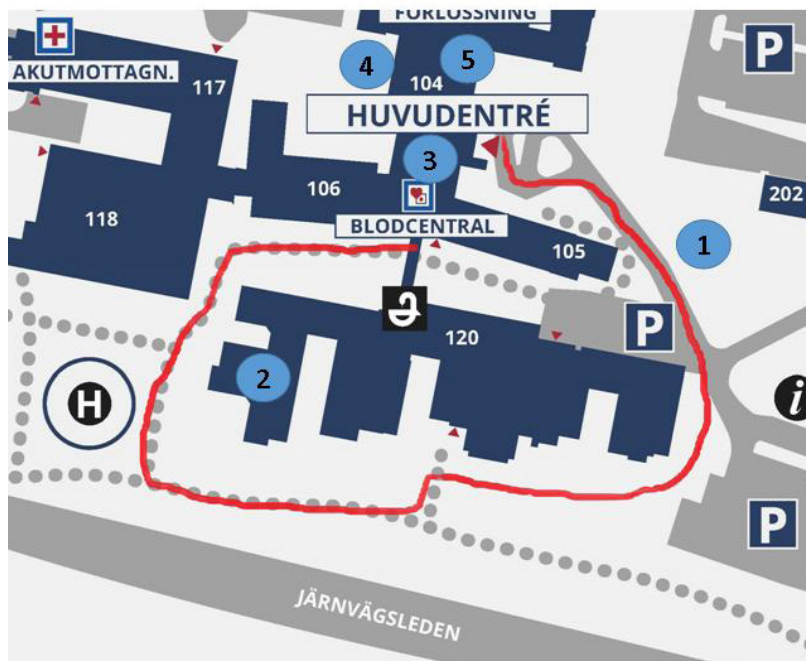 FÖRLOSSNING
5
4
P
AKUTMOTTAGN.
117
104
HUVUDENTRÉ
3
106
202
118
BLODCENTRAL
105
1
P
120
2
H
i
P
JÄRNVÄGSLEDEN